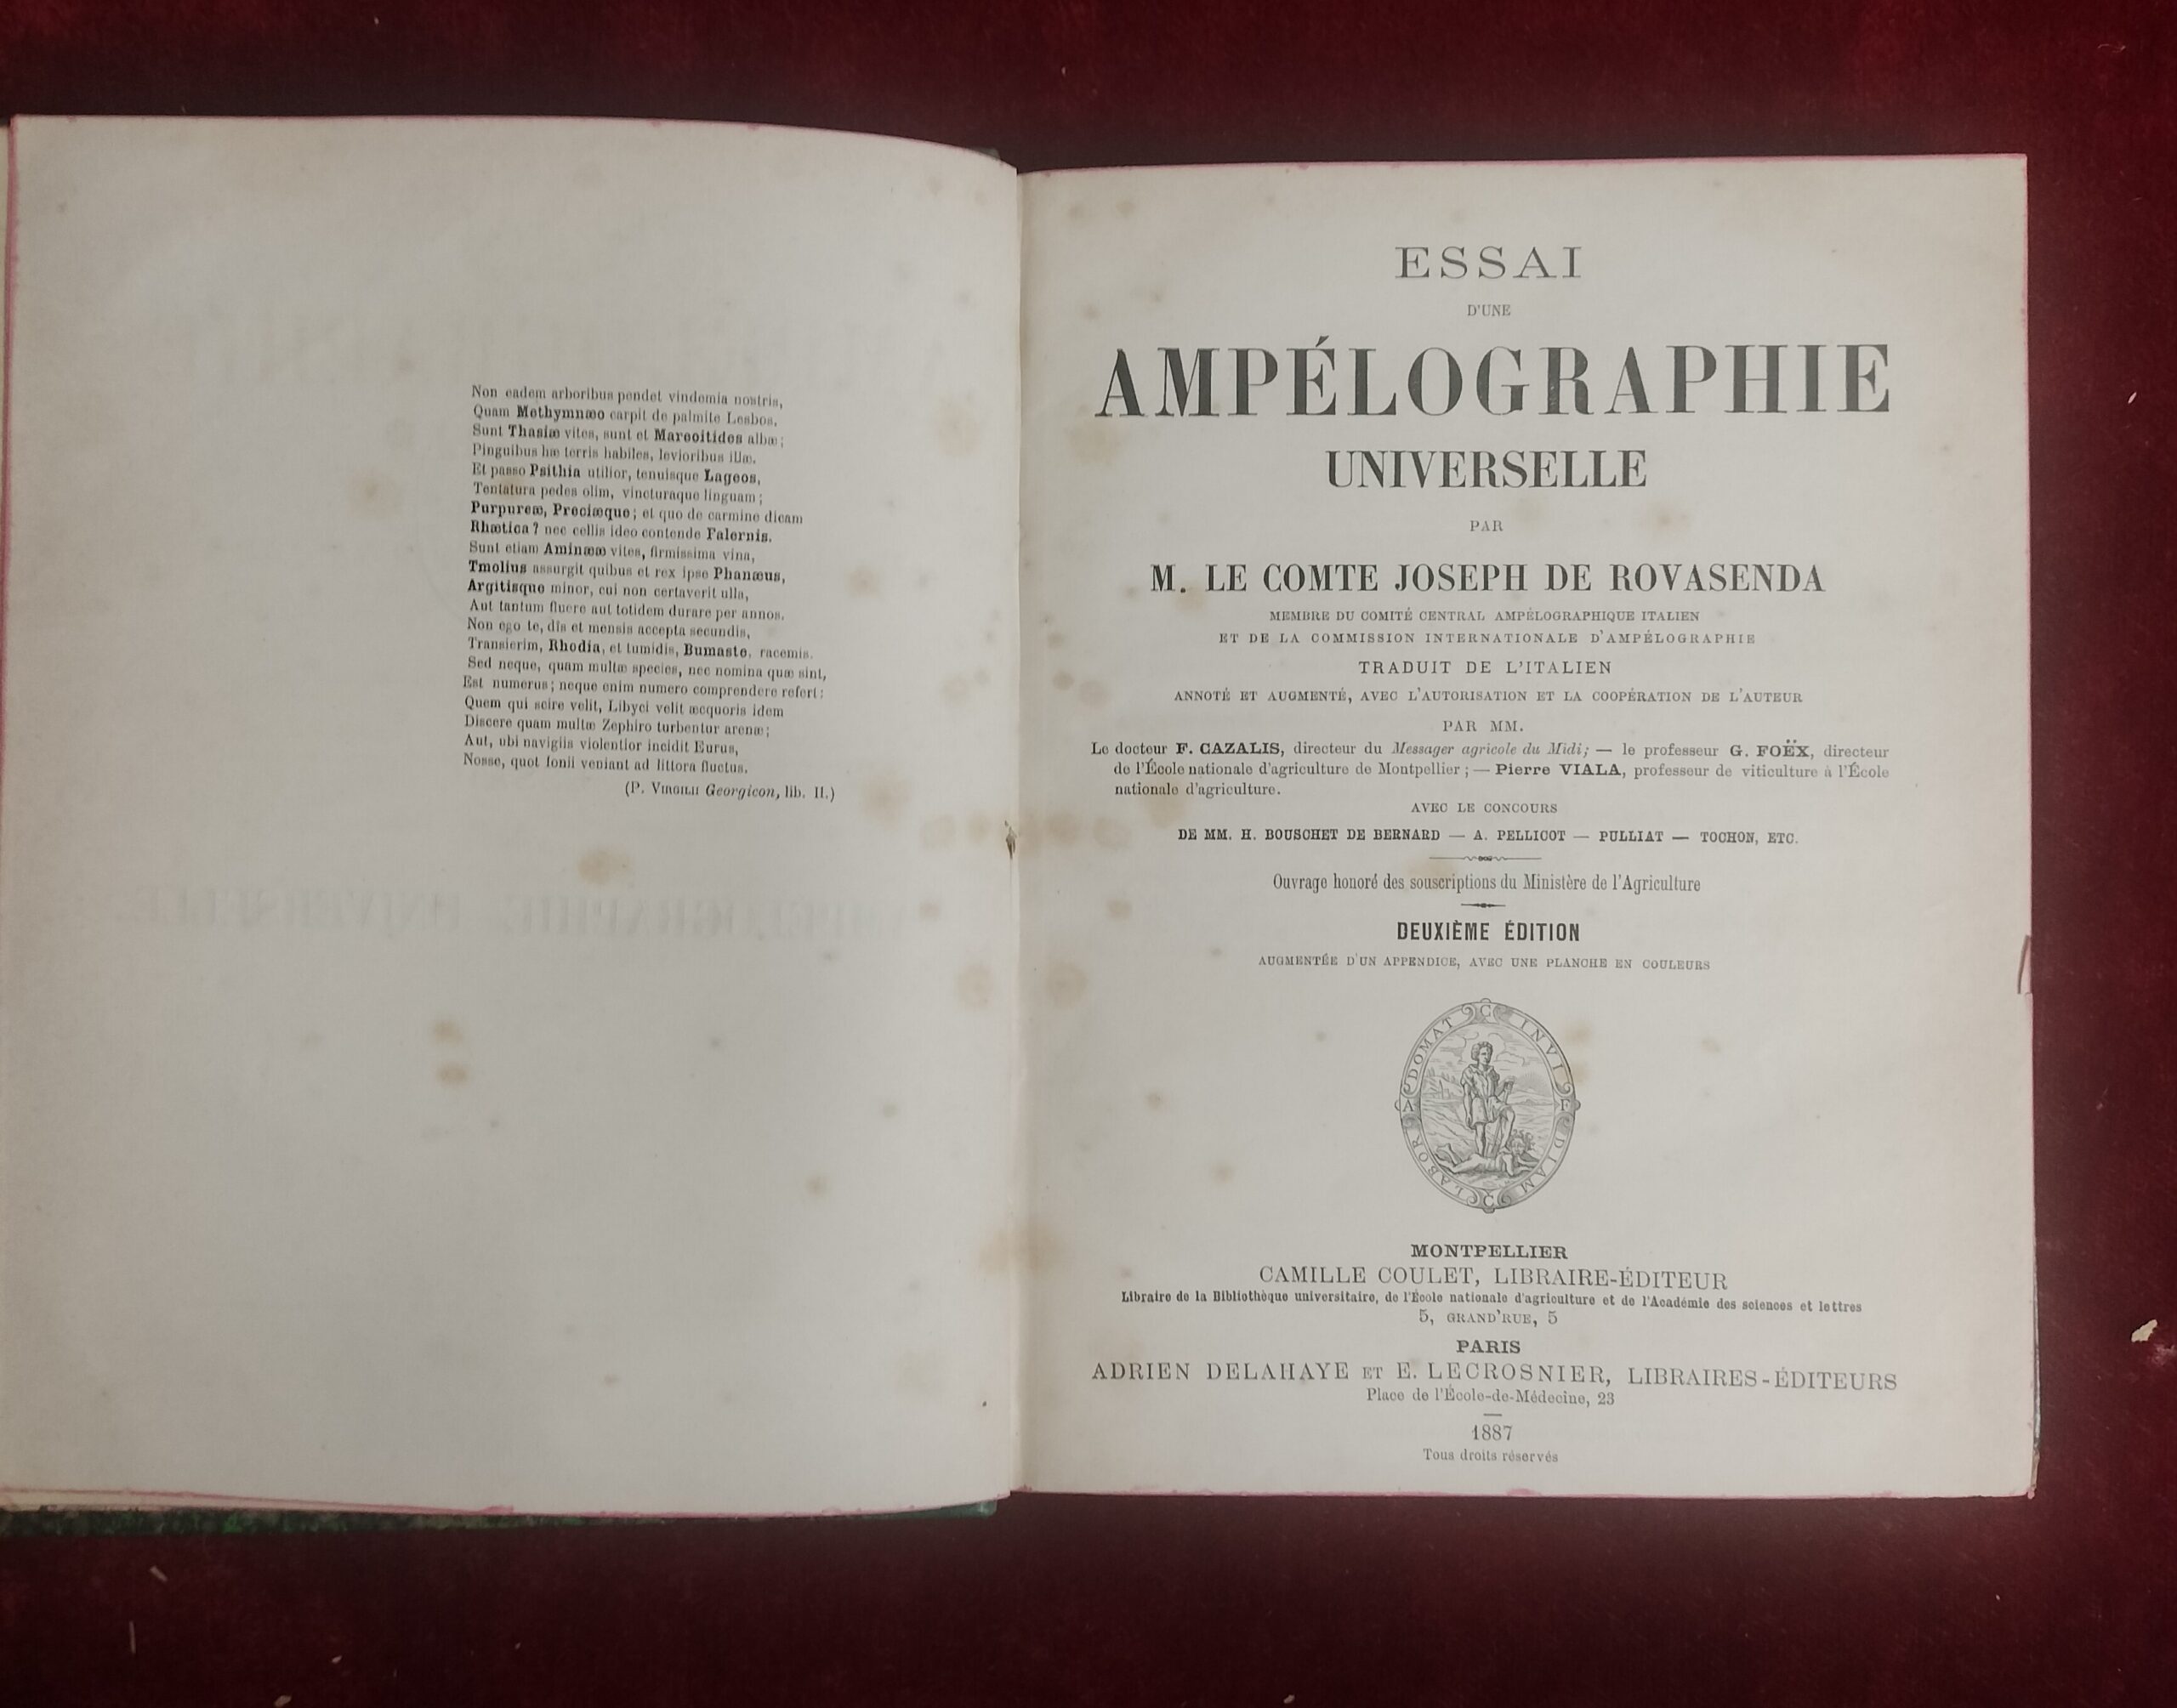 Non eadem arboribus pendet vindemia nostris,
Quam Methymnæo carpit de palmite Lesbos.
Sunt Thasiæ vites, sunt et Mareoitides albæ;
Pinguibus hæ terris habiles, levioribus illæ.
Et passo Psithia utilior, tenuisque Lageos,
Tentatura pedes olim, vincturaque linguam;
Purpureæ, Preciæque; et quo de carmine dicam
Rhætica? nec cellis ideo contende Falernis.
Sunt etiam Aminææ vites, firmissima vina,
Tmolius assurgit quibus et rex ipse Phanæus,
Argitisque minor, cui non certaverit ulla,
Aut tantum fluere aut totidem durare per annos.
Non ego te, dîs et mensis accepta secundis,
Transierim, Rhodia, et tumidis, Bumaste, racemis.
Sed neque, quam multæ species, nec nomina quæ sint,
Est numerus; neque enim numero comprendere refert:
Quem qui scire velit, Libyci velit æquoris idem
Discere quam multæ Zephiro turbentur arenæ;
Aut, ubi navigiis violentior incidit Eurus,
Nosse, quot Ionii veniant ad littora fluctus.
(P. Virgilii Georgicon, lib. II.)
ESSAI
D'UNE
AMPÉLOGRAPHIE
UNIVERSELLE
PAR
M. LE COMTE JOSEPH DE ROVASENDA
MEMBRE DU COMITÉ CENTRAL AMPÉLOGRAPHIQUE ITALIEN
ET DE LA COMMISSION INTERNATIONALE D'AMPÉLOGRAPHIE
TRADUIT DE L'ITALIEN
ANNOTÉ ET AUGMENTÉ, AVEC L'AUTORISATION ET LA COOPÉRATION DE L'AUTEUR
PAR MM.
Le docteur F. CAZALIS, directeur du Messager agricole du Midi; — le professeur G. FOËX, directeur
de l'École nationale d'agriculture de Montpellier; — Pierre VIALA, professeur de viticulture à l'École
nationale d'agriculture.
AVEC LE CONCOURS
DE MM. H. BOUSCHET DE BERNARD — A. PELLICOT — PULLIAT — TOCHON, ETC.
Ouvrage honoré des souscriptions du Ministère de l'Agriculture
DEUXIÈME ÉDITION
AUGMENTÉE D'UN APPENDICE, AVEC UNE PLANCHE EN COULEURS
LABOR A DOMAT C INVI F DIAM C
MONTPELLIER
CAMILLE COULET, LIBRAIRE-ÉDITEUR
Libraire de la Bibliothèque universitaire, de l'École nationale d'agriculture et de l'Académie des sciences et lettres
5, GRAND'RUE, 5
PARIS
ADRIEN DELAHAYE ET E. LECROSNIER, LIBRAIRES-ÉDITEURS
Place de l'École-de-Médecine, 23
1887
Tous droits réservés